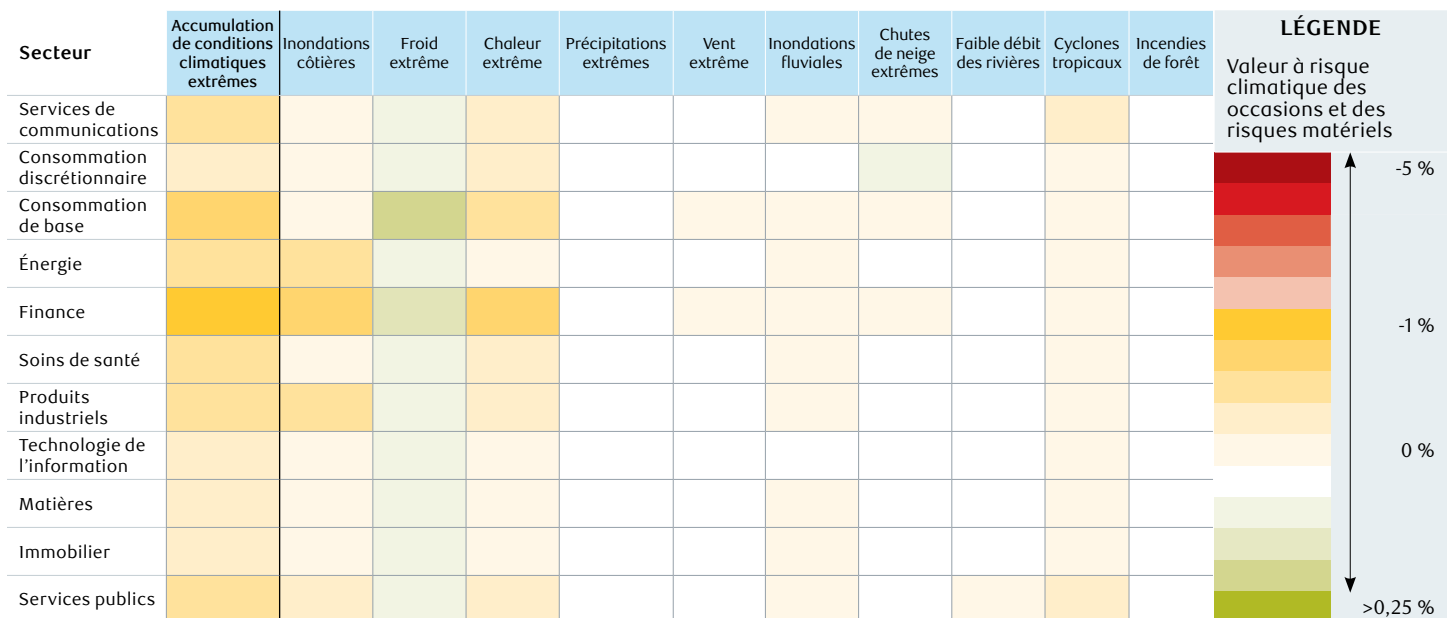 Secteur
Accumulation
de conditions
climatiques
extrêmes
Inondations
côtières
Froid
extrême
Chaleur
extrême
Précipitations
extrêmes
Vent
extrême
Inondations
fluviales
Chutes
de neige
extrêmes
Faible débit
des rivières
Cyclones
tropicaux
Incendies
de forêt
Services de
communications
Consommation
discrétionnaire
Consommation
de base
Énergie
Finance
Soins de santé
Produits
industriels
Technologie de
l'information
Matières
Immobilier
Services publics
LÉGENDE
Valeur à risque
climatique des
occasions et des
risques matériels
-5 %
-1 %
0 %
>0,25 %